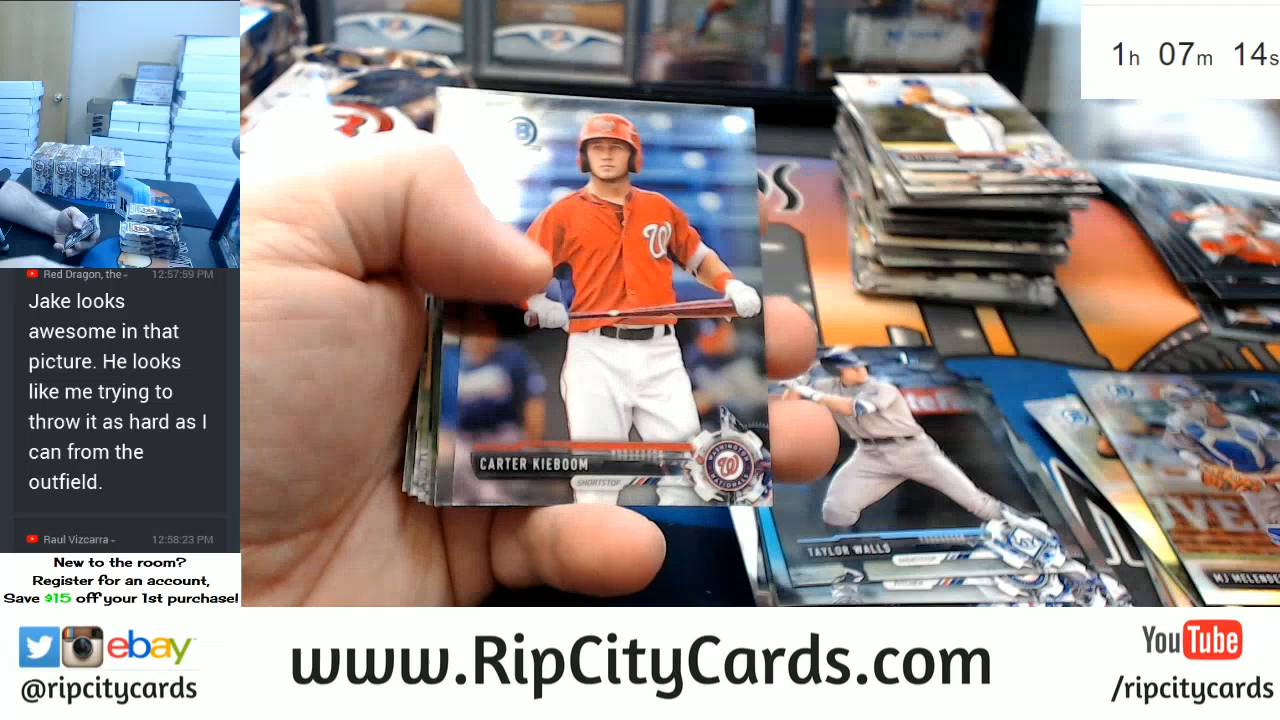 1h 07m 14s
Red Dragon, the -
12:57:59 PM
Jake looks
awesome in that
picture. He looks
like me trying to
throw it as hard as I
can from the
outfield.
Raul Vizcarra -
12:58:23 PM
New to the room?
Register for an account,
Save $15 off your 1st purchase!
B
W
CARTER KIEBOOM
SHORTSTOP
WASHINGTON
NATIONALS
W
TAYLOR WALLS
MJ MELENDE
ebay
@ripcitycards
www.RipCityCards.com
YouTube
/ripcitycards